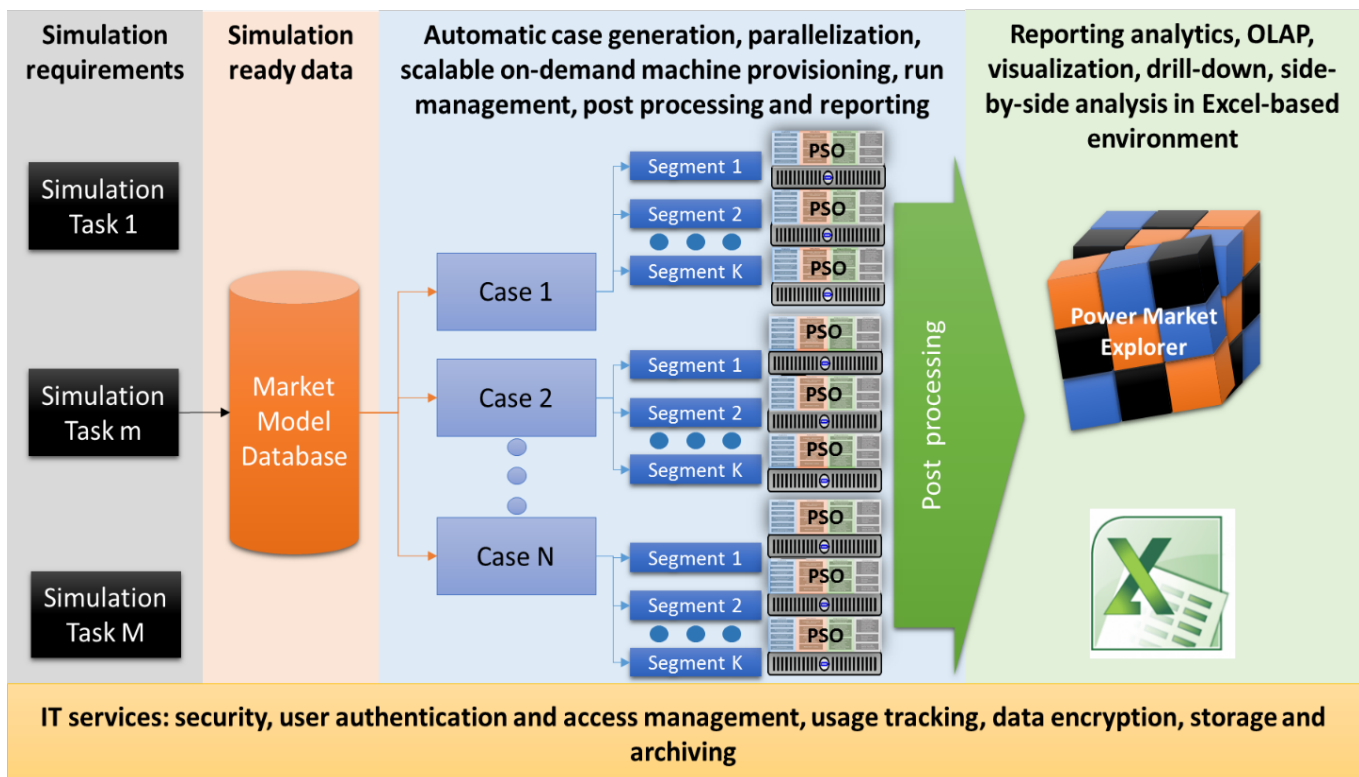 Simulation
requirements
Simulation
ready data
Automatic case generation, parallelization,
scalable on-demand machine provisioning, run
management, post processing and reporting
Reporting analytics, OLAP,
visualization, drill-down, side-
by-side analysis in Excel-based
environment
Simulation
Task 1
Simulation
Task m
Simulation
Task M
Market
Model
Database
Case 1
Case 2
Case N
Segment 1
Segment 2
Segment K
Segment 1
Segment 2
Segment K
Segment 1
Segment 2
Segment K
PSO
PSO
PSO
PSO
PSO
PSO
PSO
PSO
PSO
Post processing
Power Market
Explorer
X
IT services: security, user authentication and access management, usage tracking, data encryption, storage and
archiving